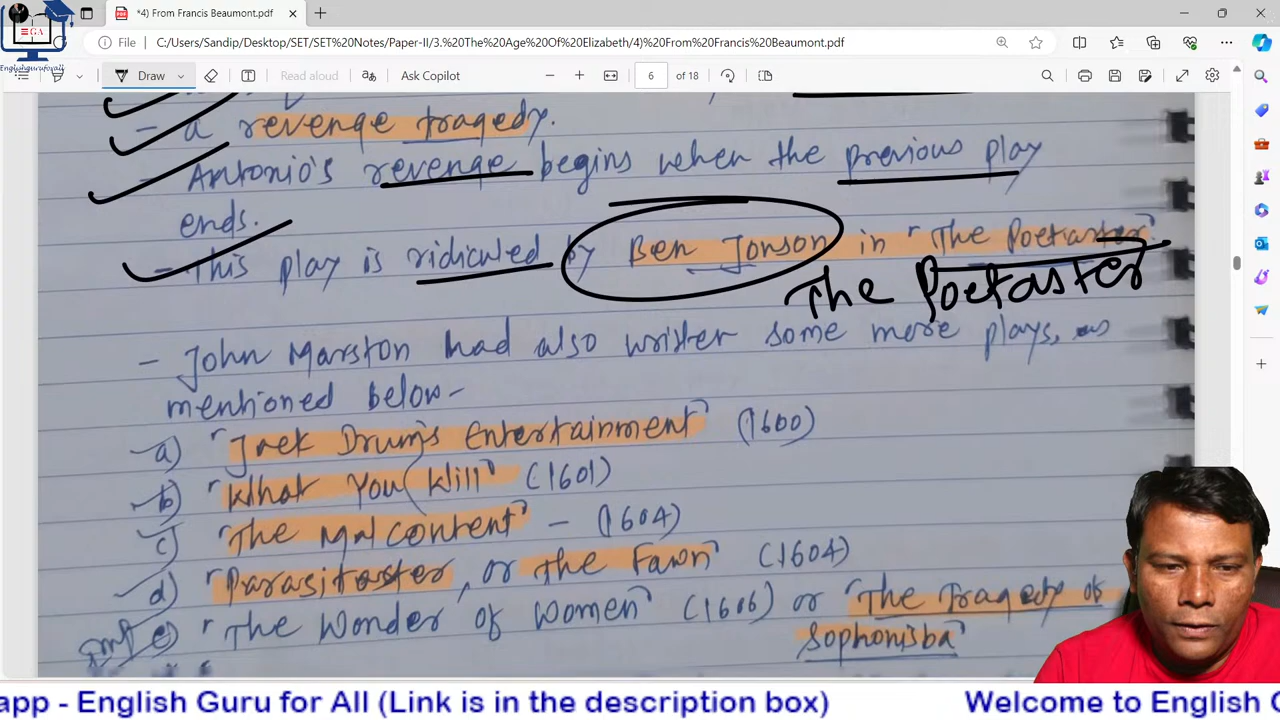 *4) From Francis Beaumont.pdf
File C:/Users/Sandip/Desktop/SET/SET%20Notes/Paper-II/3.%20The%20Age%20Of%20Elizabeth/4)%20From%20Francis%20Beaumont.pdf
Draw Read aloud Ask Copilot 6 of 18
EGA
Englishguruforall
- a revenge tragedy.
- Antonio's revenge begins when the previous play
ends.
- This play is ridiculed by Ben Jonson in "The Poetaster"
The Poetaster
- John Marston had also writter some more plays, as
mentioned below-
a) "Jack Drum's Entertainment" (1600)
b) "What You Will" (1601)
c) "The Malcontent" - (1604)
d) "Parasitaster, or The Fawn" (1604)
Imp e) "The Wonder of Women" (1606) or "The Tragedy of
Sophonisba"
app - English Guru for All (Link is in the description box) Welcome to English G